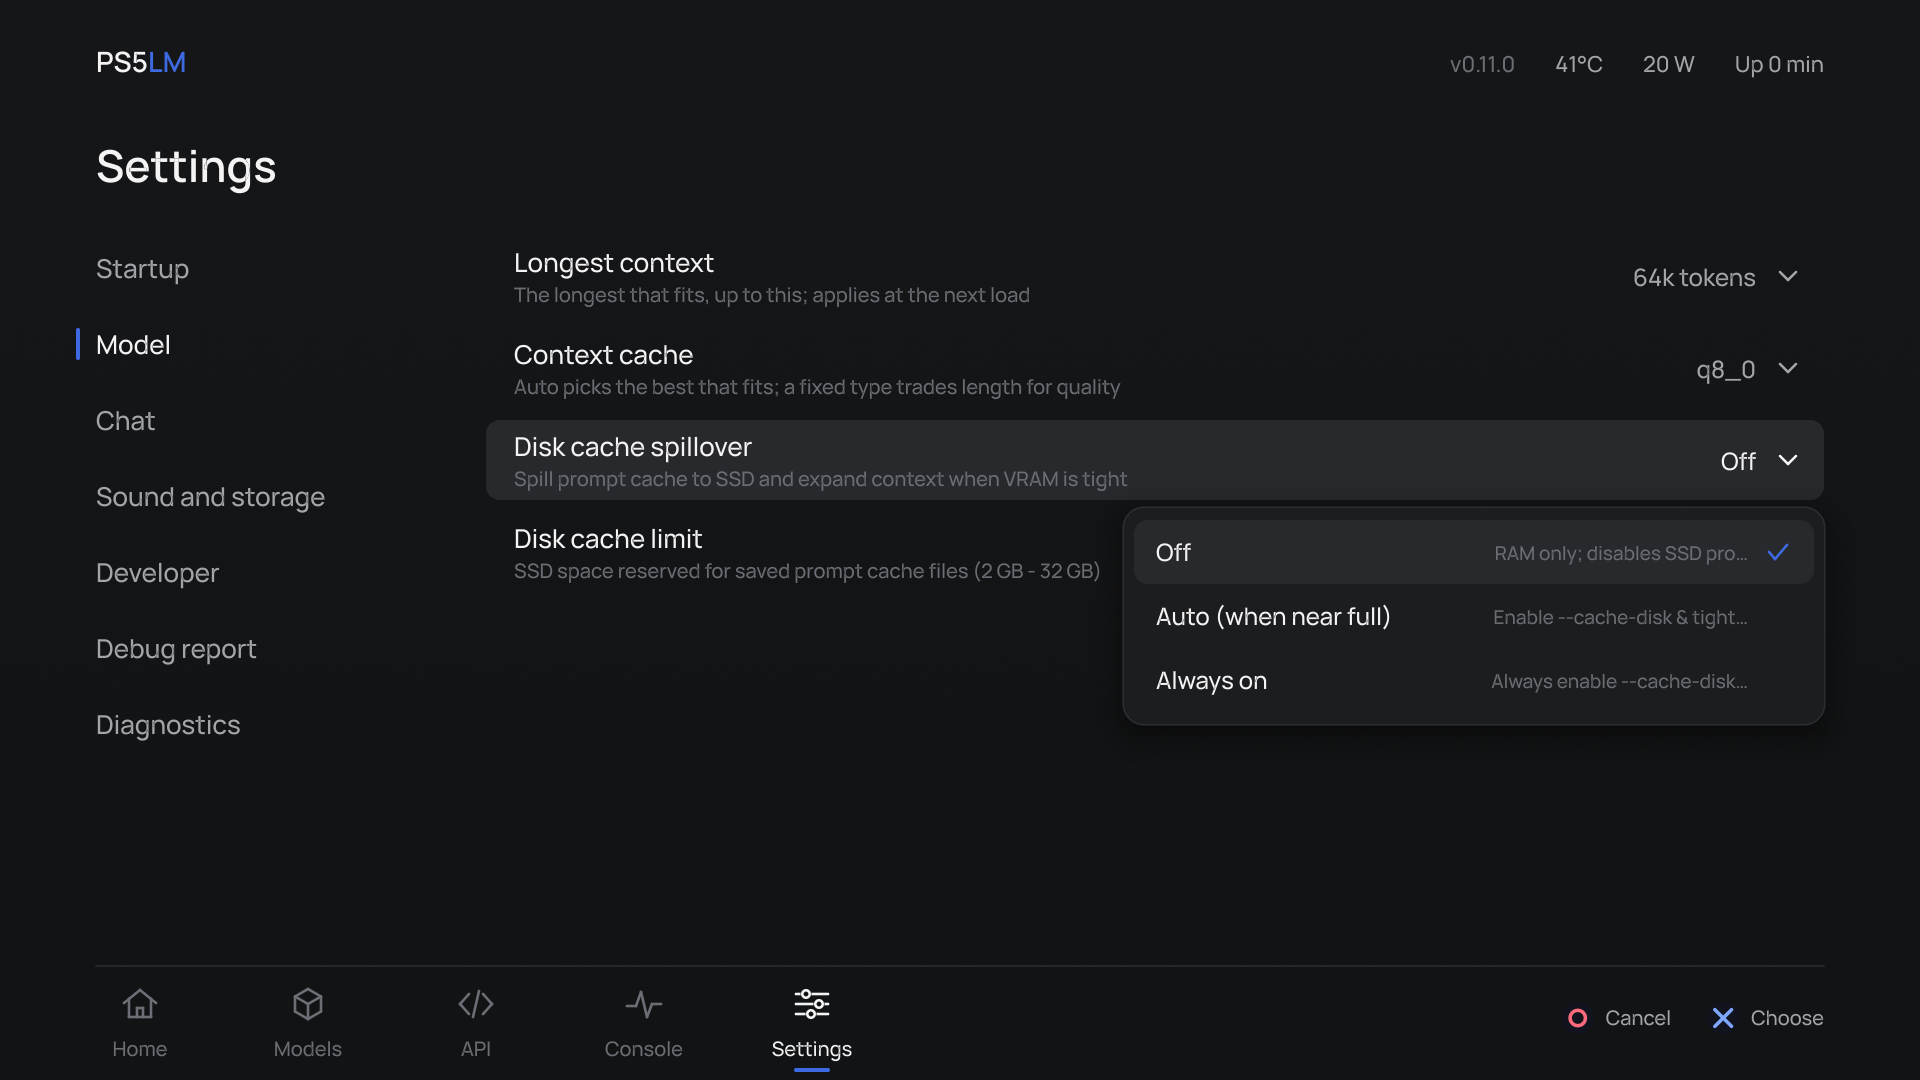 PS5LM
v0.11.0 41°C 20 W Up 0 min
Settings
Startup
Model
Chat
Sound and storage
Developer
Debug report
Diagnostics
Longest context
The longest that fits, up to this; applies at the next load
64k tokens
Context cache
Auto picks the best that fits; a fixed type trades length for quality
q8_0
Disk cache spillover
Spill prompt cache to SSD and expand context when VRAM is tight
Off
Disk cache limit
SSD space reserved for saved prompt cache files (2 GB - 32 GB)
Off RAM only; disables SSD pro...
Auto (when near full) Enable --cache-disk & tight...
Always on Always enable --cache-disk...
Home Models API Console Settings
Cancel Choose